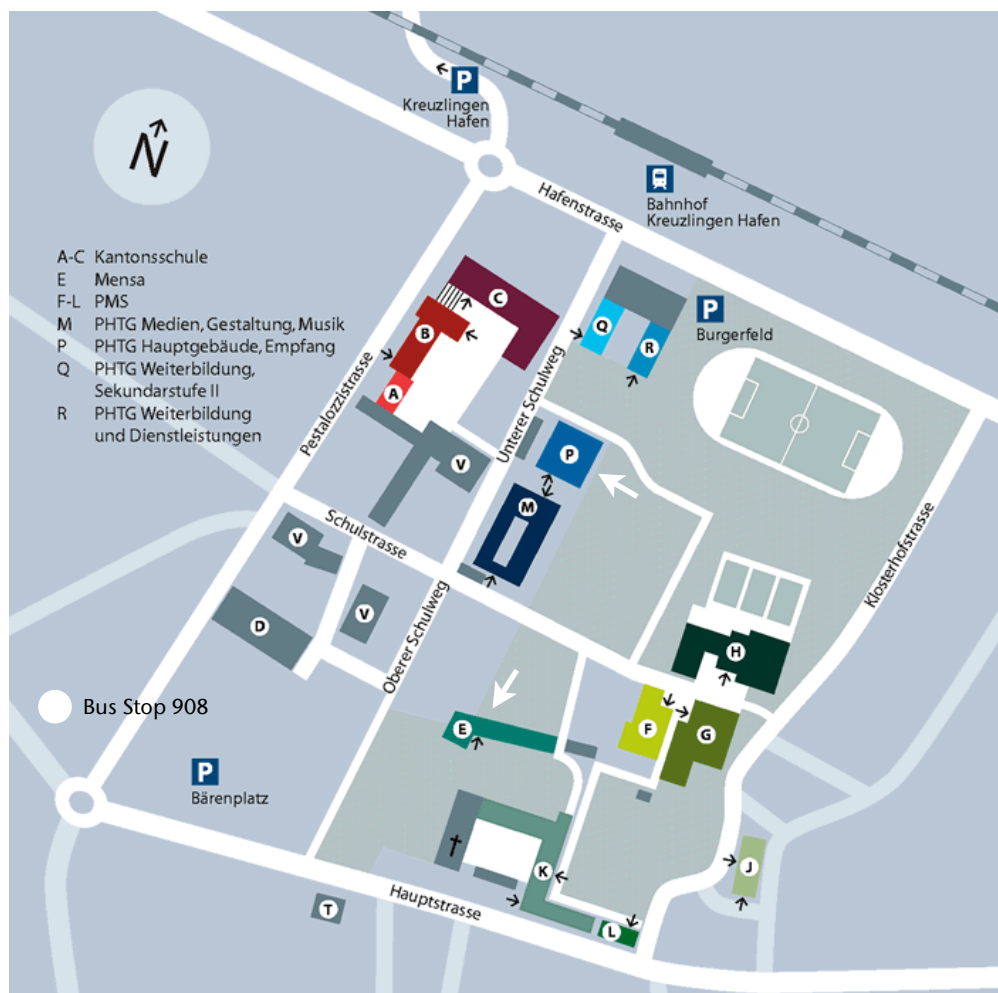 P
Kreuzlingen
Hafen
N
Hafenstrasse
Bahnhof
Kreuzlingen Hafen
A-C Kantonsschule
E Mensa
F-L PMS
M PHTG Medien, Gestaltung, Musik
P PHTG Hauptgebäude, Empfang
Q PHTG Weiterbildung,
Sekundarstufe II
R PHTG Weiterbildung
und Dienstleistungen
C
B
A
Q
R
P
Burgerfeld
Pestalozzistrasse
Unterer Schulweg
V
P
M
Schulstrasse
V
V
D
Oberer Schulweg
Klosterhofstrasse
H
F
G
E
Bus Stop 908
P
Bärenplatz
K
J
L
T
Hauptstrasse